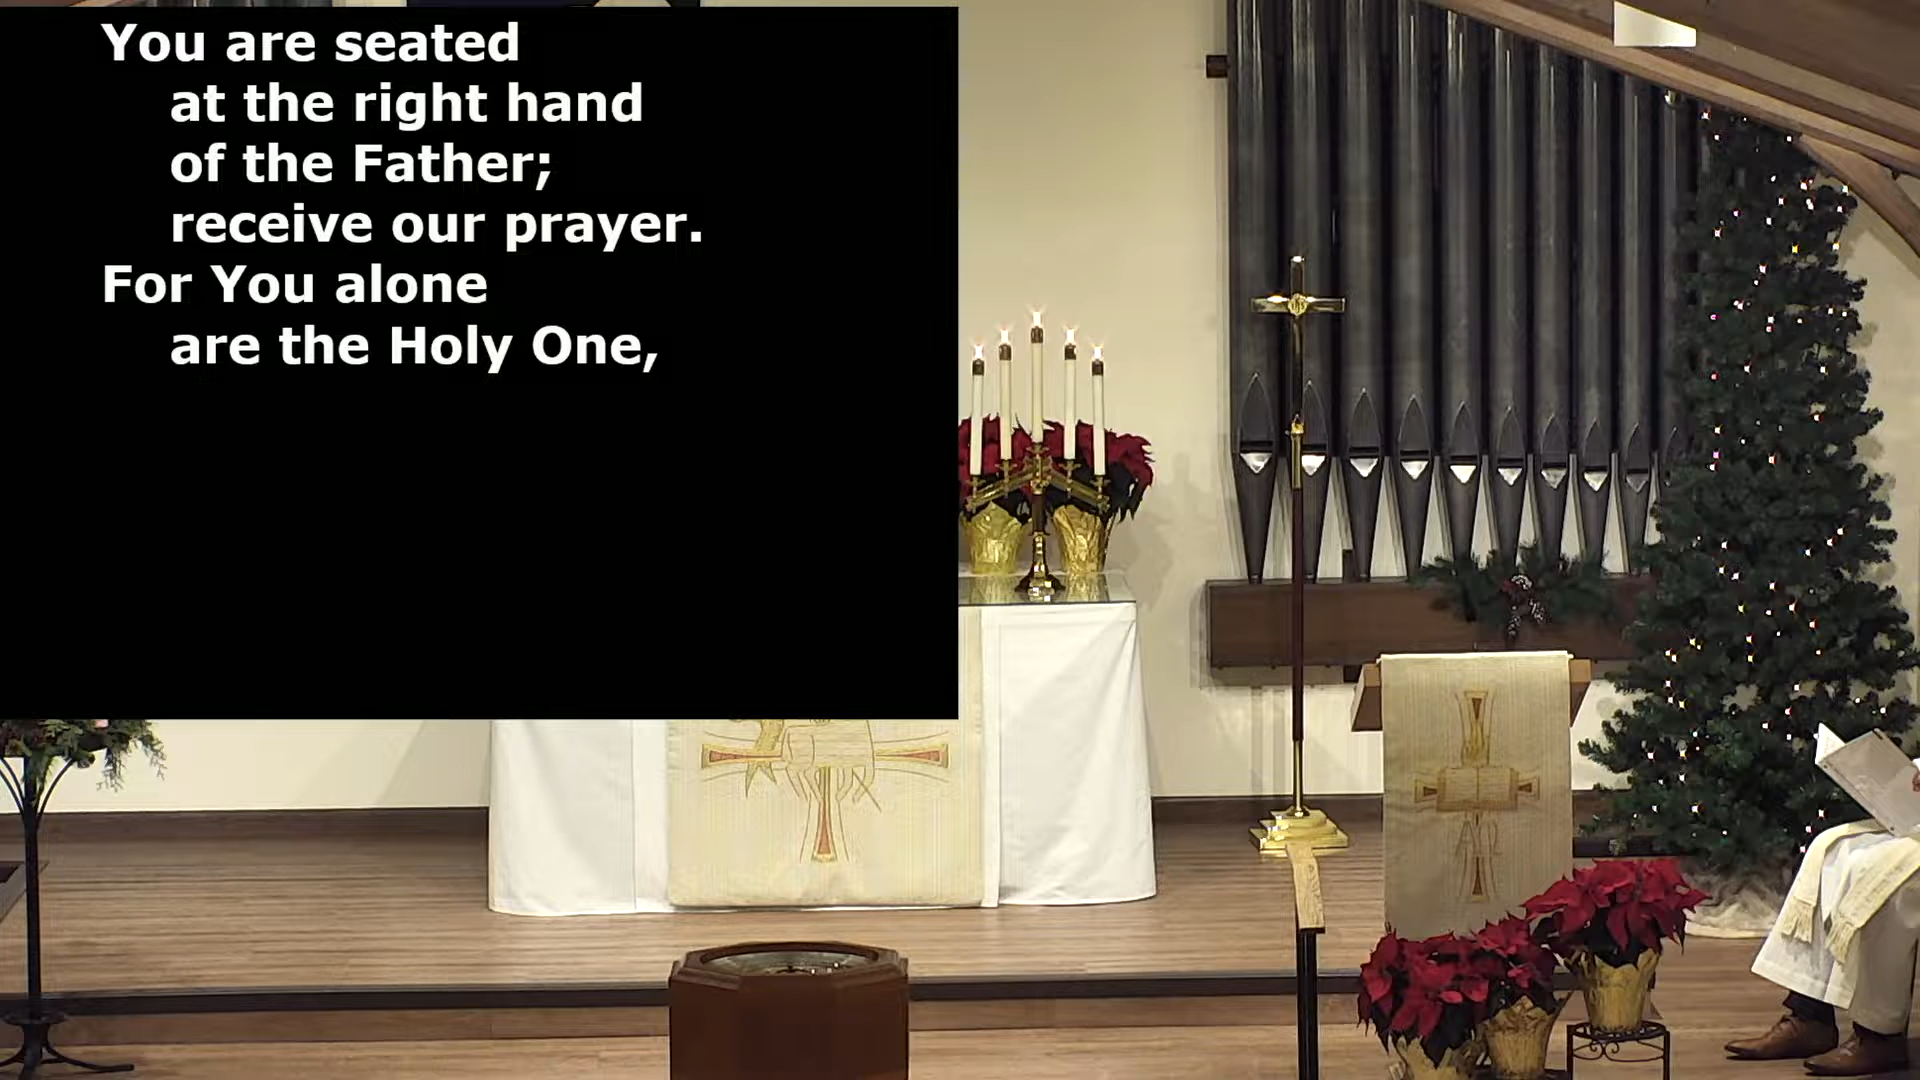 You are seated
at the right hand
of the Father;
receive our prayer.
For You alone
are the Holy One,
ΑΩ